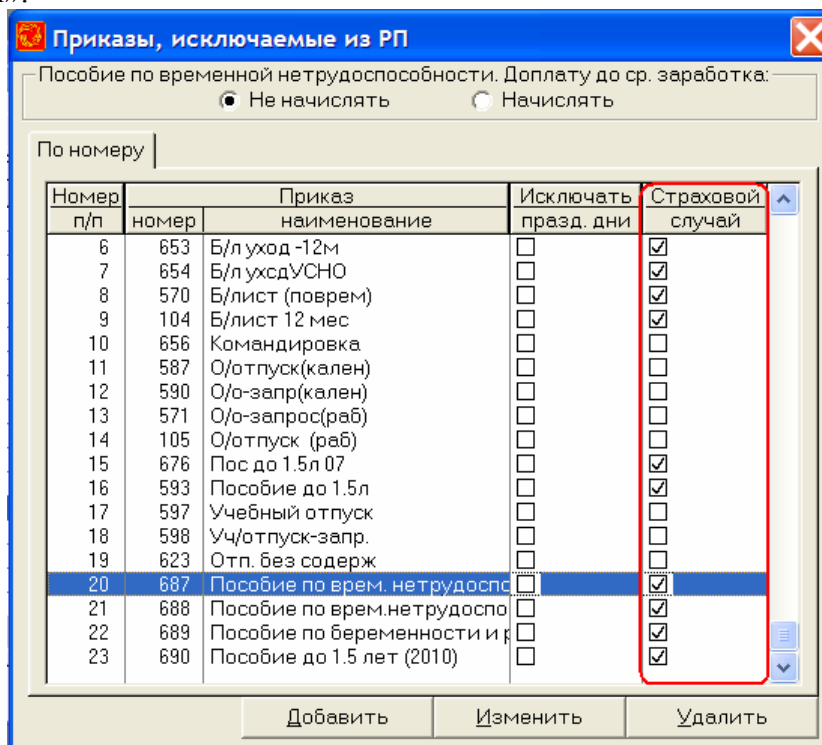 Приказы, исключаемые из РП
Пособие по временной нетрудоспособности. Доплату до ср. заработка:
Не начислять Начислять
По номеру
Номер Приказ Исключать Страховой
п/п номер наименование празд. дни случай
6 653 Б/л уход -12м
7 654 Б/л ухсдУСНО
8 570 Б/лист (поврем)
9 104 Б/лист 12 мес
10 656 Командировка
11 587 О/отпуск(кален)
12 590 О/о-запр(кален)
13 571 О/о-запрос(раб)
14 105 О/отпуск (раб)
15 676 Пос до 1.5л 07
16 593 Пособие до 1.5л
17 597 Учебный отпуск
18 598 Уч/отпуск-запр.
19 623 Отп. без содерж
20 687 Пособие по врем. нетрудоспо
21 688 Пособие по врем.нетрудоспо
22 689 Пособие по беременности и р
23 690 Пособие до 1.5 лет (2010)
Добавить Изменить Удалить